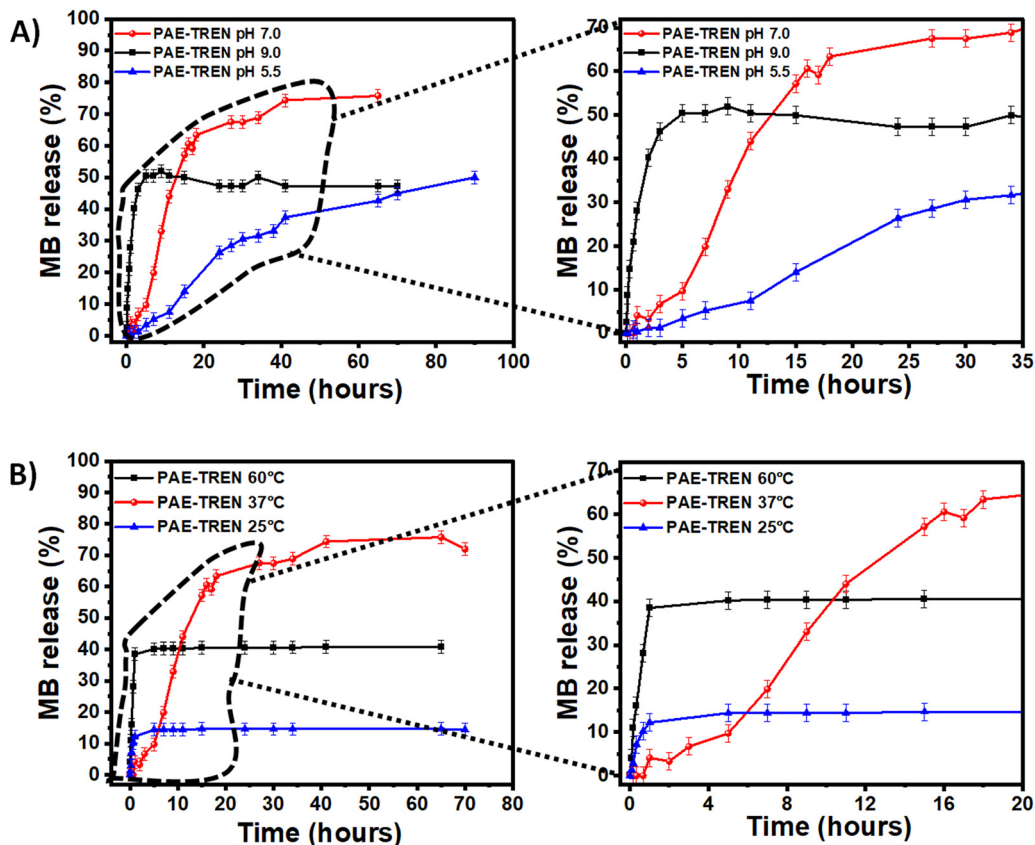 A)
MB release (%)
100
90
80
70
60
50
40
30
20
10
0
PAE-TREN pH 7.0
PAE-TREN pH 9.0
PAE-TREN pH 5.5
0 20 40 60 80 100
Time (hours)
MB release (%)
70
60
50
40
30
20
10
0
PAE-TREN pH 7.0
PAE-TREN pH 9.0
PAE-TREN pH 5.5
0 5 10 15 20 25 30 35
Time (hours)
B)
MB release (%)
100
90
80
70
60
50
40
30
20
10
0
PAE-TREN 60ºC
PAE-TREN 37ºC
PAE-TREN 25ºC
0 10 20 30 40 50 60 70 80
Time (hours)
MB release (%)
70
60
50
40
30
20
10
0
PAE-TREN 60ºC
PAE-TREN 37ºC
PAE-TREN 25ºC
0 4 8 12 16 20
Time (hours)